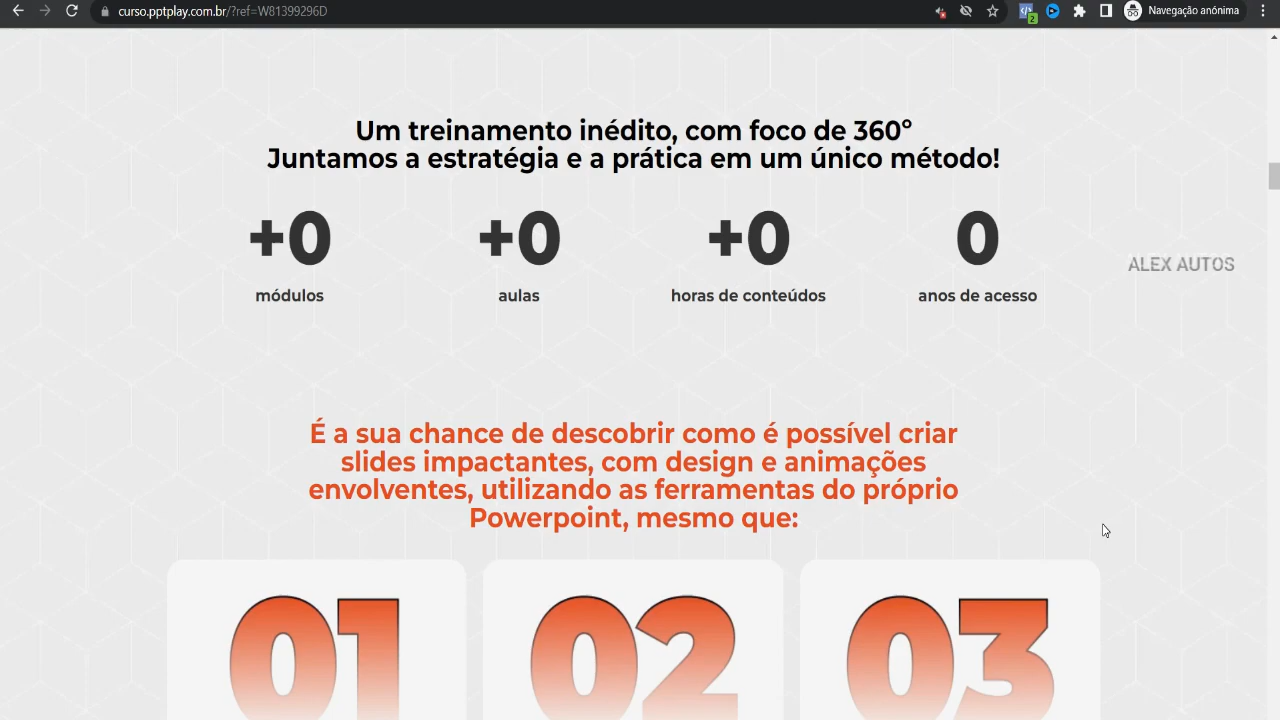 curso.pptplay.com.br/?ref=W81399296D
2
Navegação anónima
Um treinamento inédito, com foco de 360º
Juntamos a estratégia e a prática em um único método!
+0 +0 +0 0
módulos aulas horas de conteúdos anos de acesso
ALEX AUTOS
É a sua chance de descobrir como é possível criar
slides impactantes, com design e animações
envolventes, utilizando as ferramentas do próprio
Powerpoint, mesmo que:
01 02 03